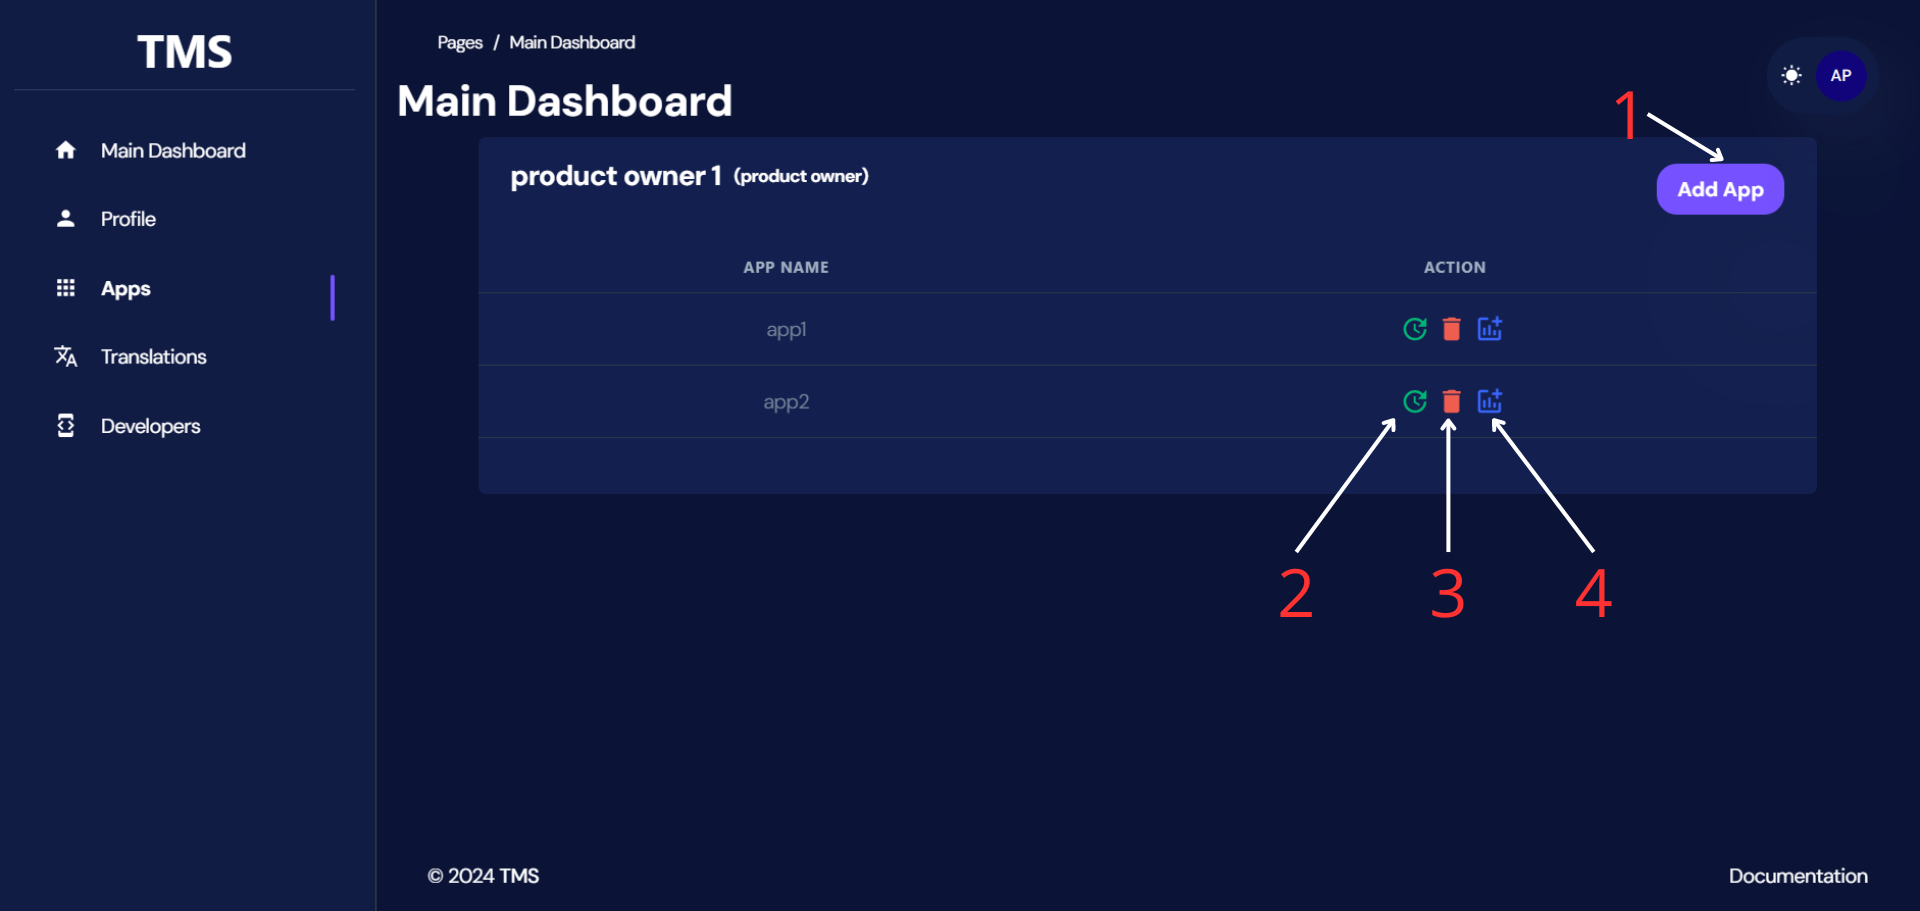 TMS
Main Dashboard
Profile
Apps
Translations
Developers
Pages / Main Dashboard
Main Dashboard
AP
1
product owner 1 (product owner)
Add App
APP NAME ACTION
app1
app2
2 3 4
© 2024 TMS
Documentation